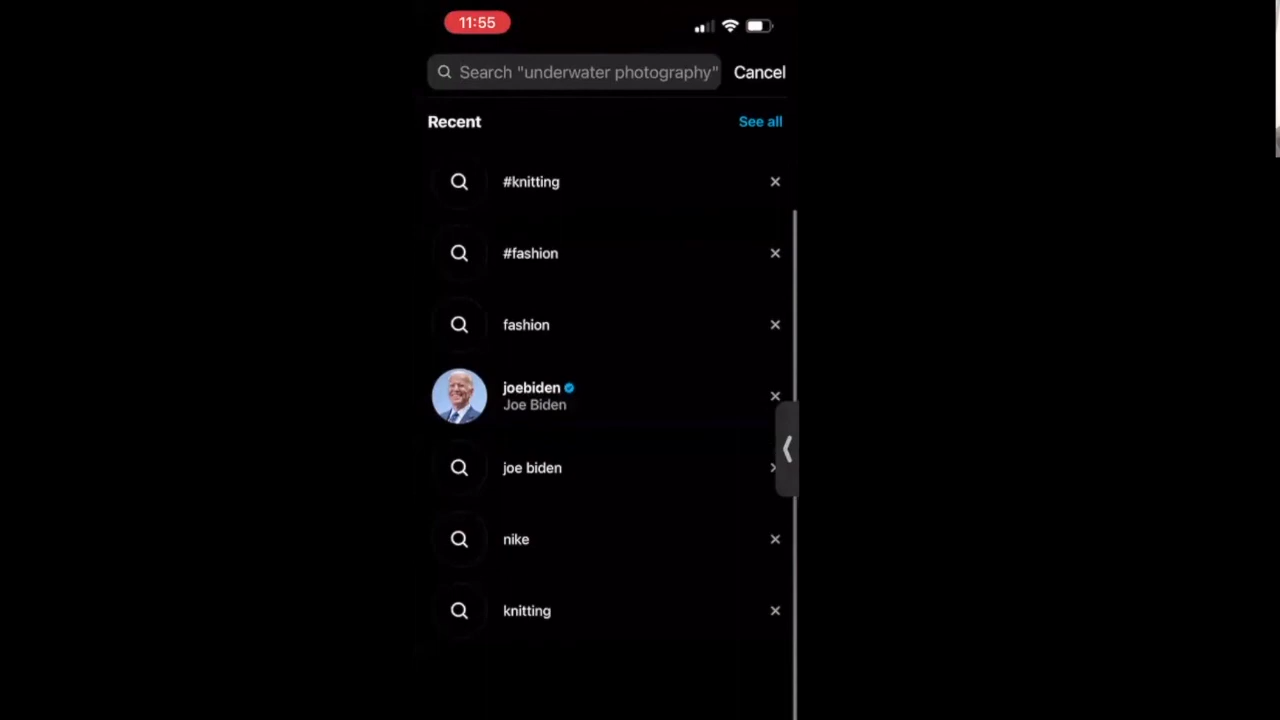 11:55
Search "underwater photography"
Cancel
Recent
See all
#knitting
#fashion
fashion
joebiden
Joe Biden
joe biden
nike
knitting